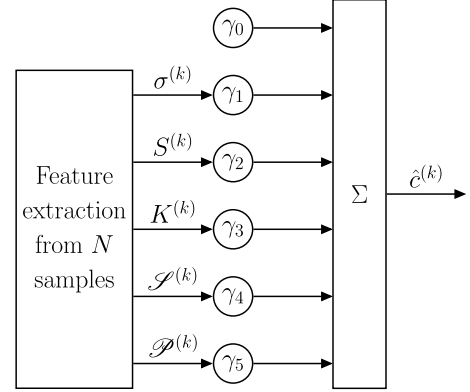 γ₀
σ⁽ᵏ⁾ γ₁
S⁽ᵏ⁾ γ₂
K⁽ᵏ⁾ γ₃
𝒮⁽ᵏ⁾ γ₄
𝒫⁽ᵏ⁾ γ₅
Feature
extraction
from N
samples
Σ
ĉ⁽ᵏ⁾